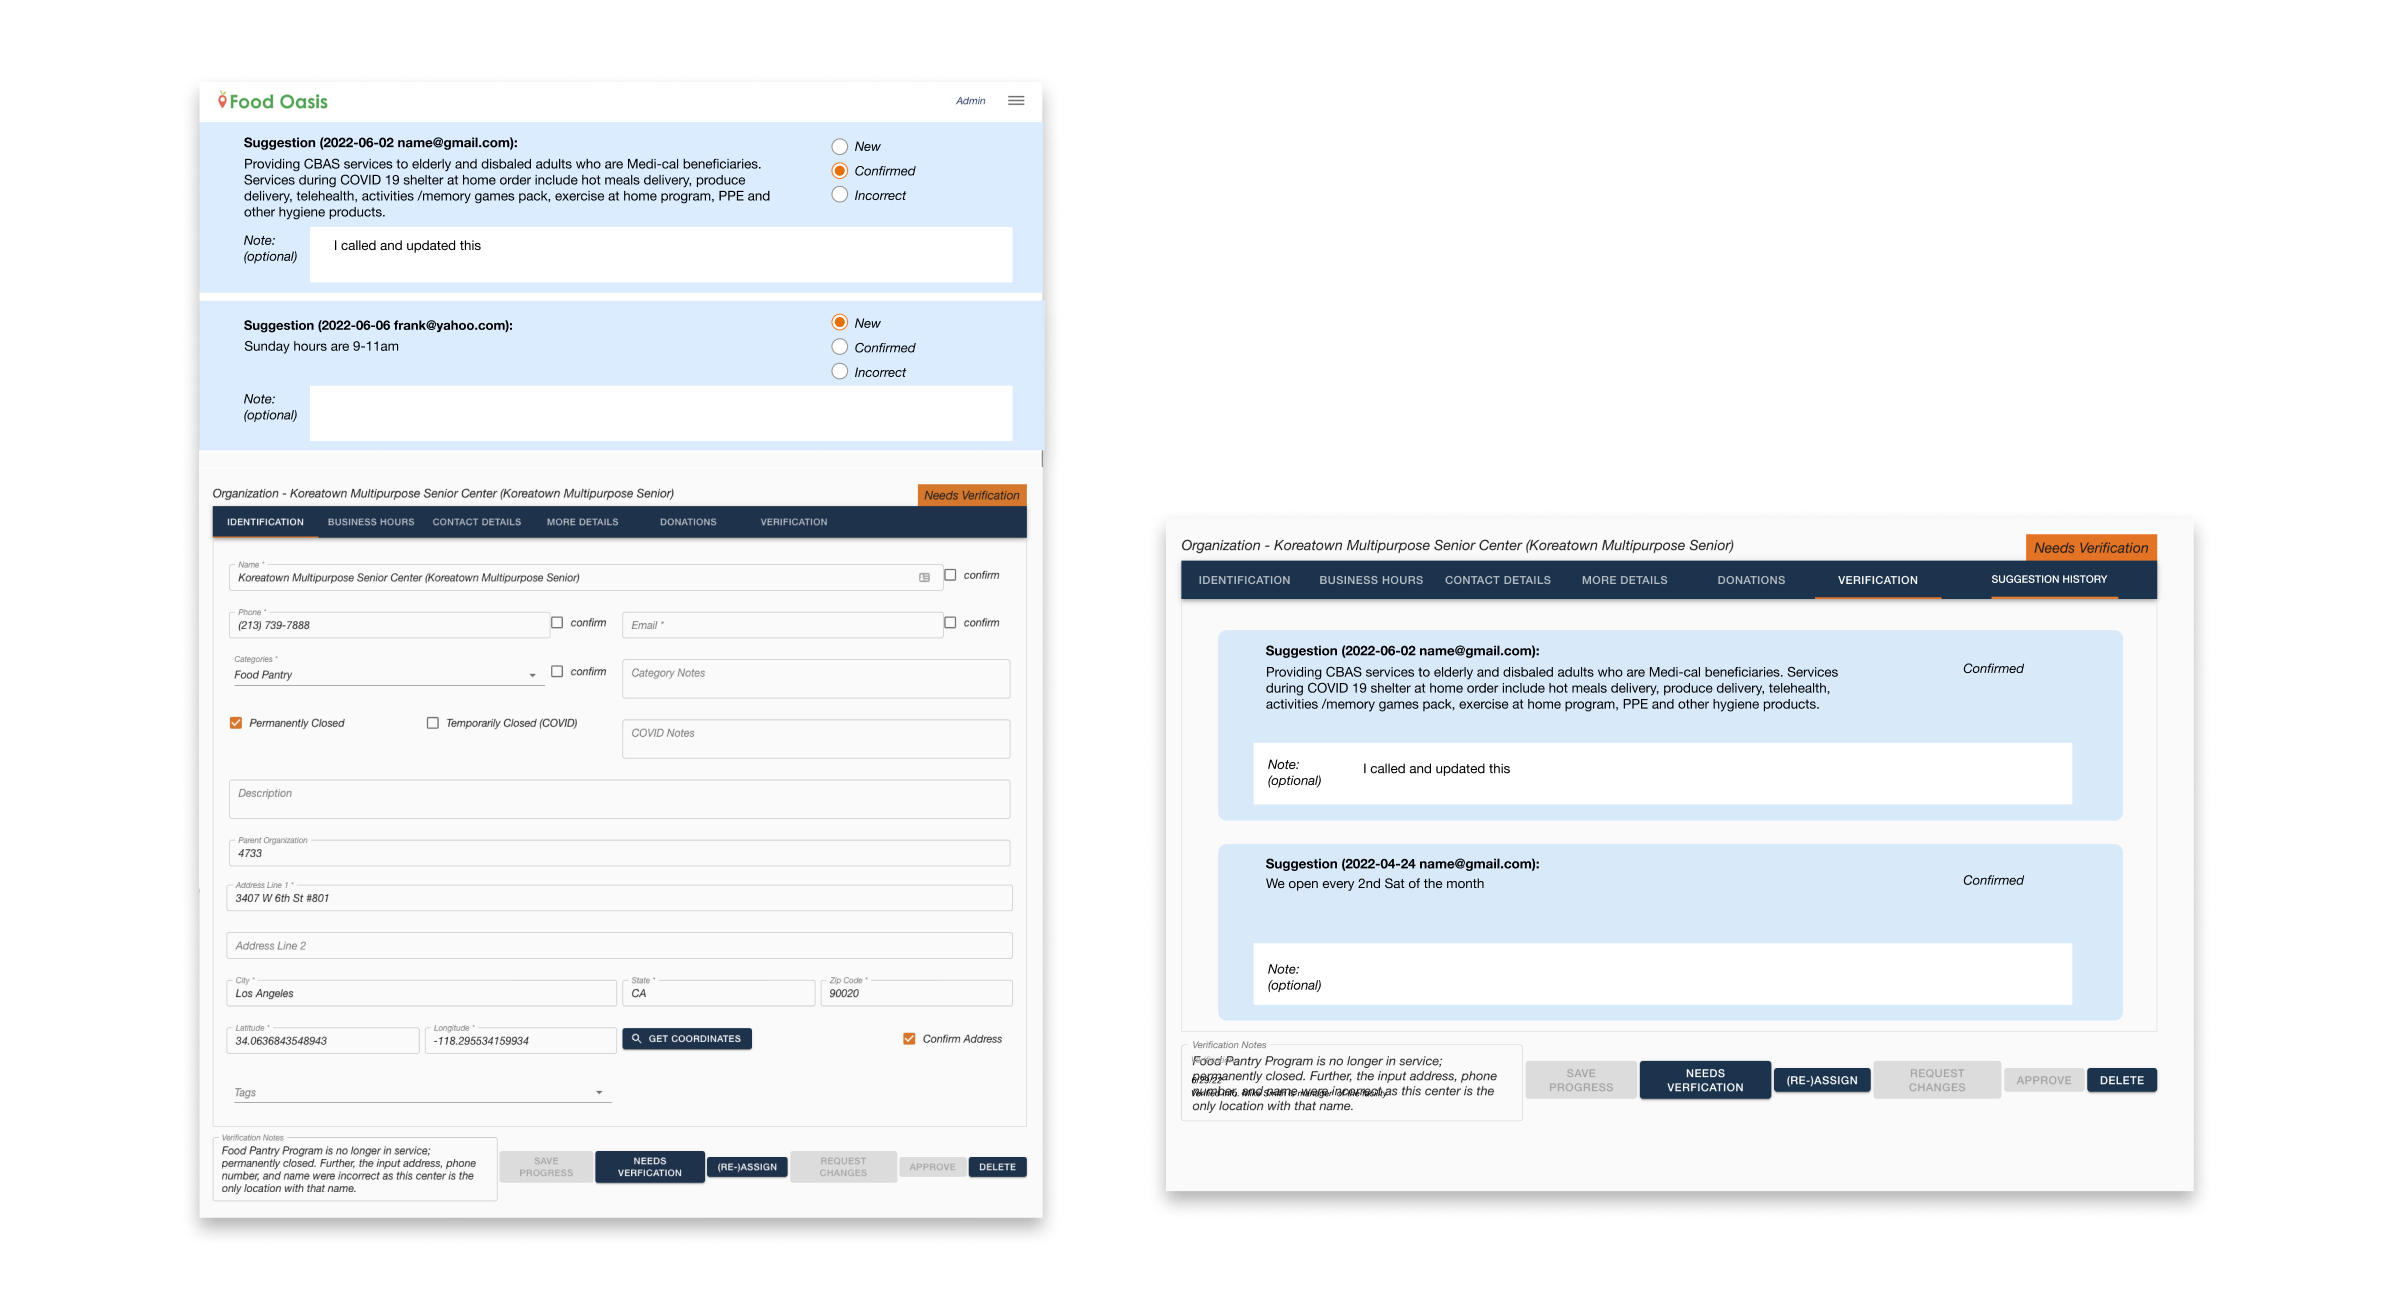 Food Oasis
Admin
Suggestion (2022-06-02 name@gmail.com):
Providing CBAS services to elderly and disbaled adults who are Medi-cal beneficiaries.
Services during COVID 19 shelter at home order include hot meals delivery, produce
delivery, telehealth, activities /memory games pack, exercise at home program, PPE and
other hygiene products.
New
Confirmed
Incorrect
Note:
(optional)
I called and updated this
Suggestion (2022-06-06 frank@yahoo.com):
Sunday hours are 9-11am
New
Confirmed
Incorrect
Note:
(optional)
Organization - Koreatown Multipurpose Senior Center (Koreatown Multipurpose Senior)
Needs Verification
IDENTIFICATION BUSINESS HOURS CONTACT DETAILS MORE DETAILS DONATIONS VERIFICATION
Name *
Koreatown Multipurpose Senior Center (Koreatown Multipurpose Senior)
confirm
Phone *
(213) 739-7888
confirm
Email *
confirm
Categories *
Food Pantry
confirm
Category Notes
Permanently Closed
Temporarily Closed (COVID)
COVID Notes
Description
Parent Organization
4733
Address Line 1 *
3407 W 6th St #801
Address Line 2
City *
Los Angeles
State *
CA
Zip Code *
90020
Latitude *
34.0636843548943
Longitude *
-118.295534159934
GET COORDINATES
Confirm Address
Tags
Verification Notes
Food Pantry Program is no longer in service;
permanently closed. Further, the input address, phone
number, and name were incorrect as this center is the
only location with that name.
SAVE
PROGRESS
NEEDS
VERFICATION
(RE-)ASSIGN
REQUEST
CHANGES
APPROVE
DELETE
Organization - Koreatown Multipurpose Senior Center (Koreatown Multipurpose Senior)
Needs Verification
IDENTIFICATION BUSINESS HOURS CONTACT DETAILS MORE DETAILS DONATIONS VERIFICATION SUGGESTION HISTORY
Suggestion (2022-06-02 name@gmail.com):
Providing CBAS services to elderly and disbaled adults who are Medi-cal beneficiaries. Services
during COVID 19 shelter at home order include hot meals delivery, produce delivery, telehealth,
activities /memory games pack, exercise at home program, PPE and other hygiene products.
Confirmed
Note:
(optional)
I called and updated this
Suggestion (2022-04-24 name@gmail.com):
We open every 2nd Sat of the month
Confirmed
Note:
(optional)
Verification Notes
Food Pantry Program is no longer in service;
permanently closed. Further, the input address, phone
number, and name were incorrect as this center is the
only location with that name.
SAVE
PROGRESS
NEEDS
VERFICATION
(RE-)ASSIGN
REQUEST
CHANGES
APPROVE
DELETE